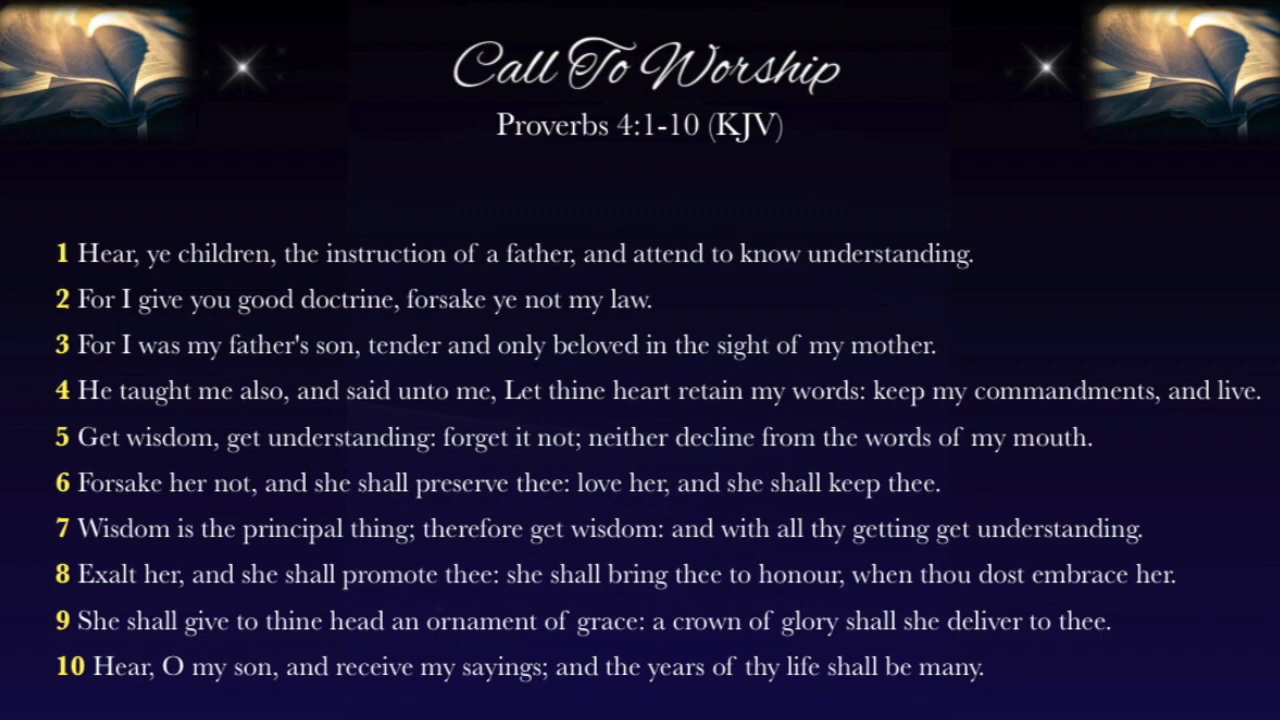 Call To Worship
Proverbs 4:1-10 (KJV)
1 Hear, ye children, the instruction of a father, and attend to know understanding.
2 For I give you good doctrine, forsake ye not my law.
3 For I was my father's son, tender and only beloved in the sight of my mother.
4 He taught me also, and said unto me, Let thine heart retain my words: keep my commandments, and live.
5 Get wisdom, get understanding: forget it not; neither decline from the words of my mouth.
6 Forsake her not, and she shall preserve thee: love her, and she shall keep thee.
7 Wisdom is the principal thing; therefore get wisdom: and with all thy getting get understanding.
8 Exalt her, and she shall promote thee: she shall bring thee to honour, when thou dost embrace her.
9 She shall give to thine head an ornament of grace: a crown of glory shall she deliver to thee.
10 Hear, O my son, and receive my sayings; and the years of thy life shall be many.